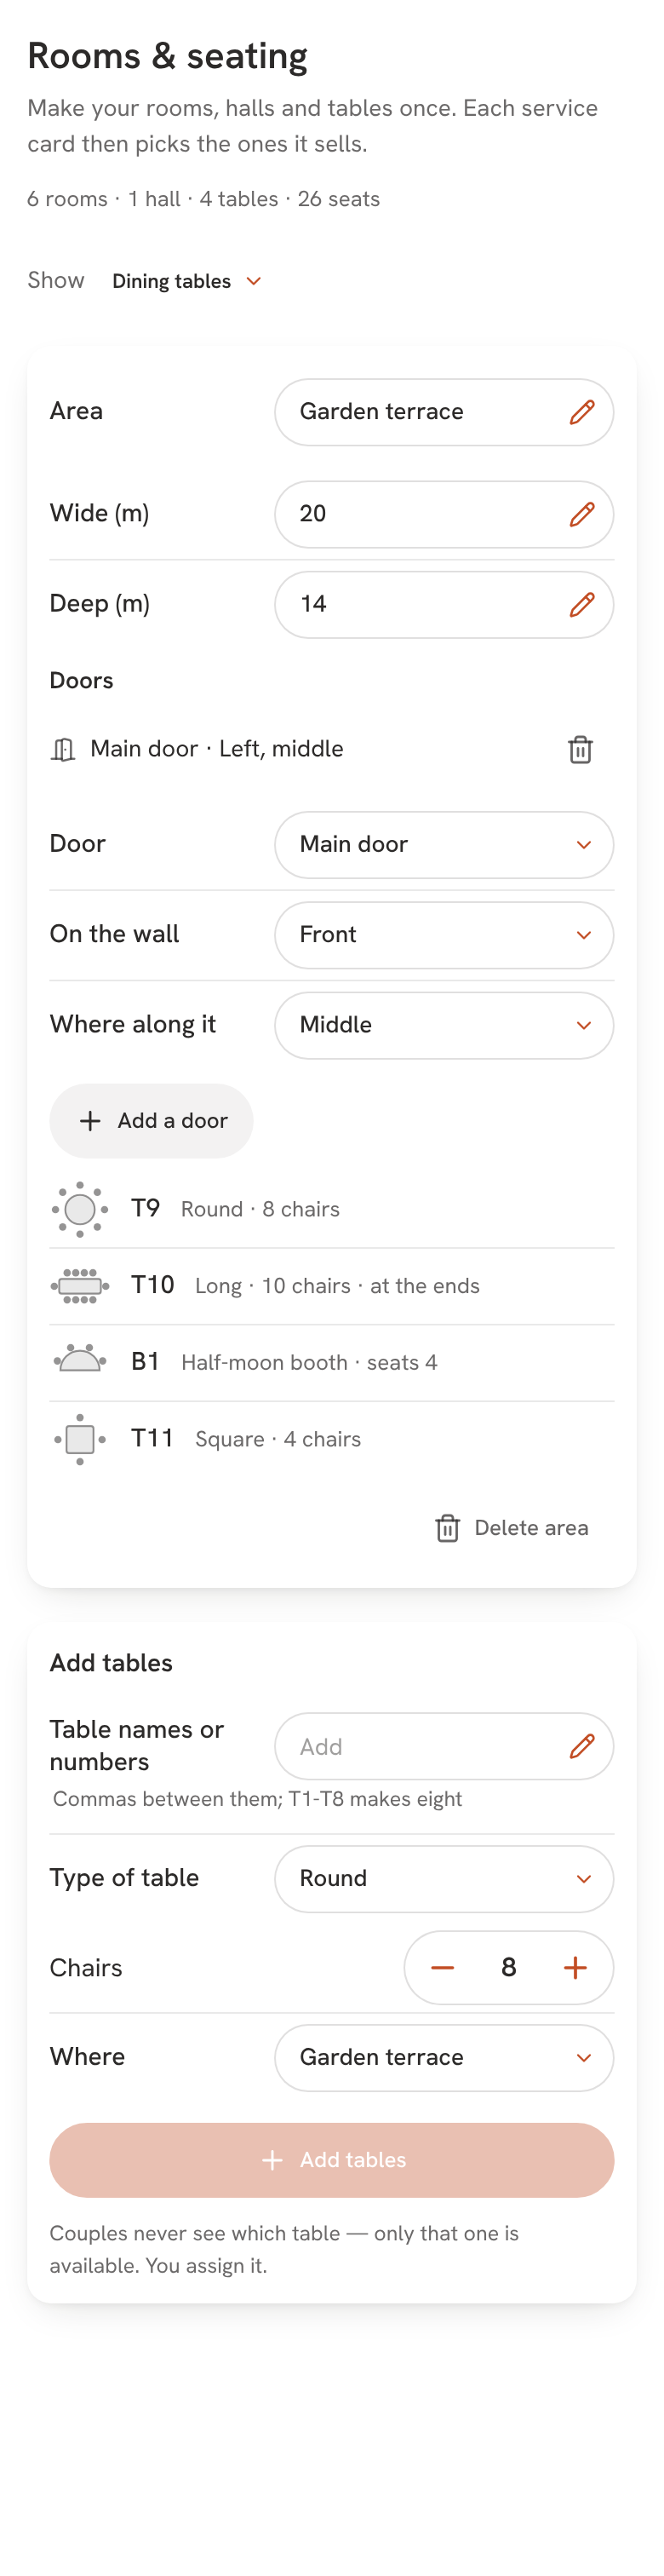 Rooms & seating
Make your rooms, halls and tables once. Each service
card then picks the ones it sells.
6 rooms · 1 hall · 4 tables · 26 seats
Show Dining tables
Area Garden terrace
Wide (m) 20
Deep (m) 14
Doors
Main door · Left, middle
Door Main door
On the wall Front
Where along it Middle
Add a door
T9 Round · 8 chairs
T10 Long · 10 chairs · at the ends
B1 Half-moon booth · seats 4
T11 Square · 4 chairs
Delete area
Add tables
Table names or
numbers
Add
Commas between them; T1-T8 makes eight
Type of table Round
Chairs 8
Where Garden terrace
Add tables
Couples never see which table — only that one is
available. You assign it.